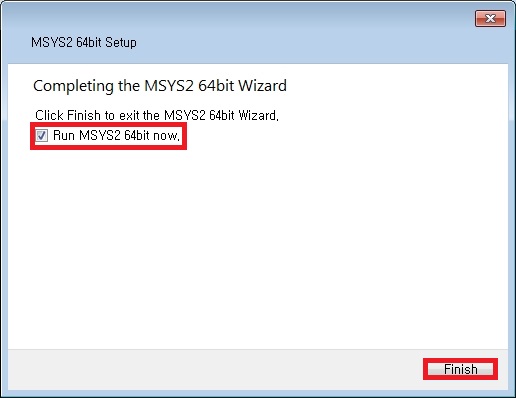 MSYS2 64bit Setup
Completing the MSYS2 64bit Wizard
Click Finish to exit the MSYS2 64bit Wizard.
Run MSYS2 64bit now.
Finish